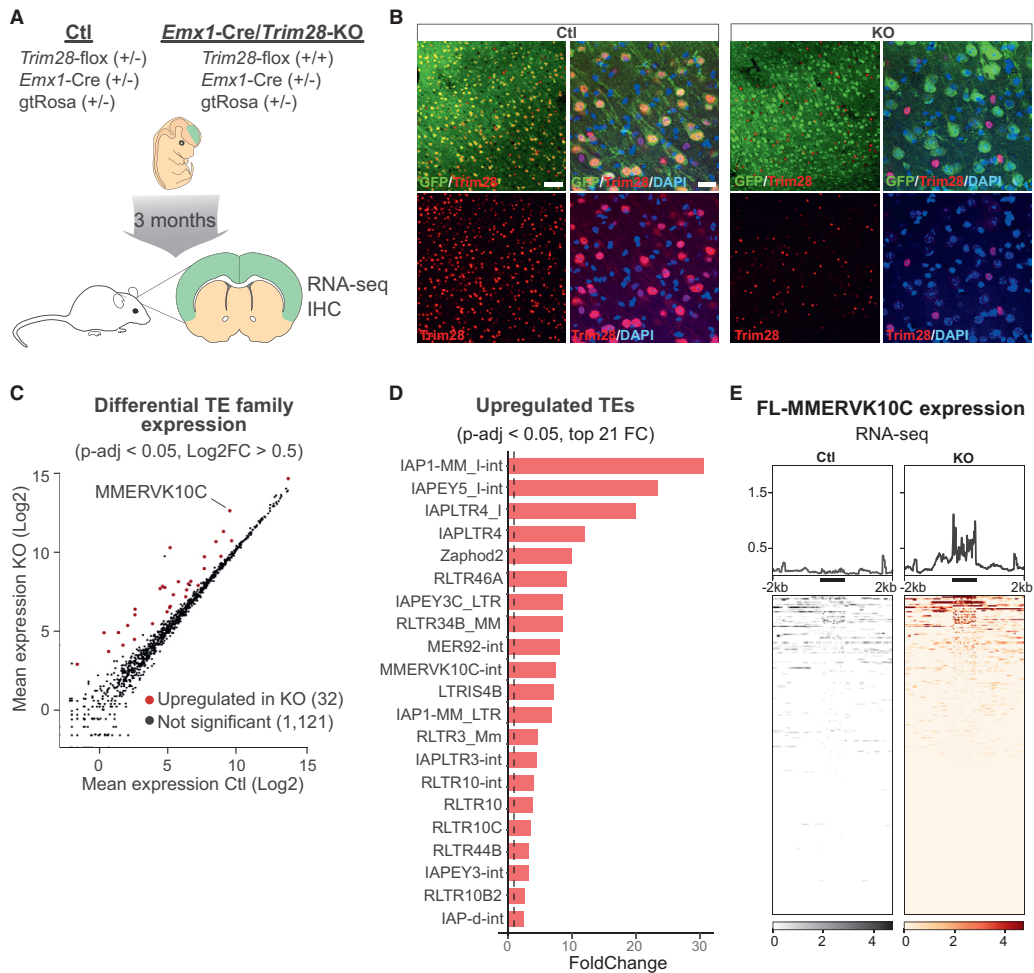 A
Ctl
Emx1-Cre/Trim28-KO
Trim28-flox (+/-)
Emx1-Cre (+/-)
gtRosa (+/-)
Trim28-flox (+/+)
Emx1-Cre (+/-)
gtRosa (+/-)
3 months
RNA-seq
IHC
B
Ctl
KO
GFP/Trim28
GFP/Trim28/DAPI
GFP/Trim28
GFP/Trim28/DAPI
Trim28
Trim28/DAPI
Trim28
Trim28/DAPI
C
Differential TE family
expression
(p-adj < 0.05, Log2FC > 0.5)
Mean expression KO (Log2)
15
10
5
0
MMERVK10C
Upregulated in KO (32)
Not significant (1,121)
0 5 10 15
Mean expression Ctl (Log2)
D
Upregulated TEs
(p-adj < 0.05, top 21 FC)
IAP1-MM_I-int
IAPEY5_I-int
IAPLTR4_I
IAPLTR4
Zaphod2
RLTR46A
IAPEY3C_LTR
RLTR34B_MM
MER92-int
MMERVK10C-int
LTRIS4B
IAP1-MM_LTR
RLTR3_Mm
IAPLTR3-int
RLTR10-int
RLTR10
RLTR10C
RLTR44B
IAPEY3-int
RLTR10B2
IAP-d-int
0 10 20 30
FoldChange
E
FL-MMERVK10C expression
RNA-seq
Ctl
KO
1.5
0.5
-2kb 2kb
-2kb 2kb
0 2 4
0 2 4